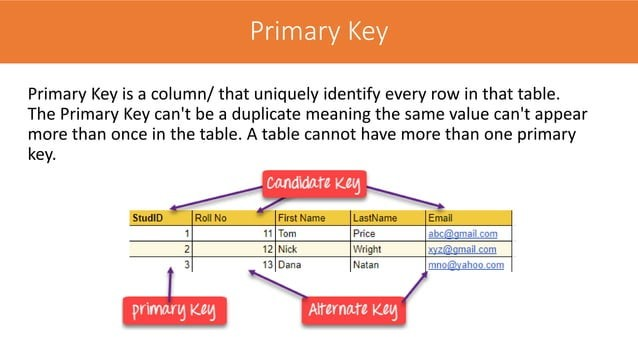 Primary Key
Primary Key is a column/ that uniquely identify every row in that table.
The Primary Key can't be a duplicate meaning the same value can't appear
more than once in the table. A table cannot have more than one primary
key.
Candidate Key
StudID Roll No First Name LastName Email
1 11 Tom Price abc@gmail.com
2 12 Nick Wright xyz@gmail.com
3 13 Dana Natan mno@yahoo.com
primary Key Alternate Key